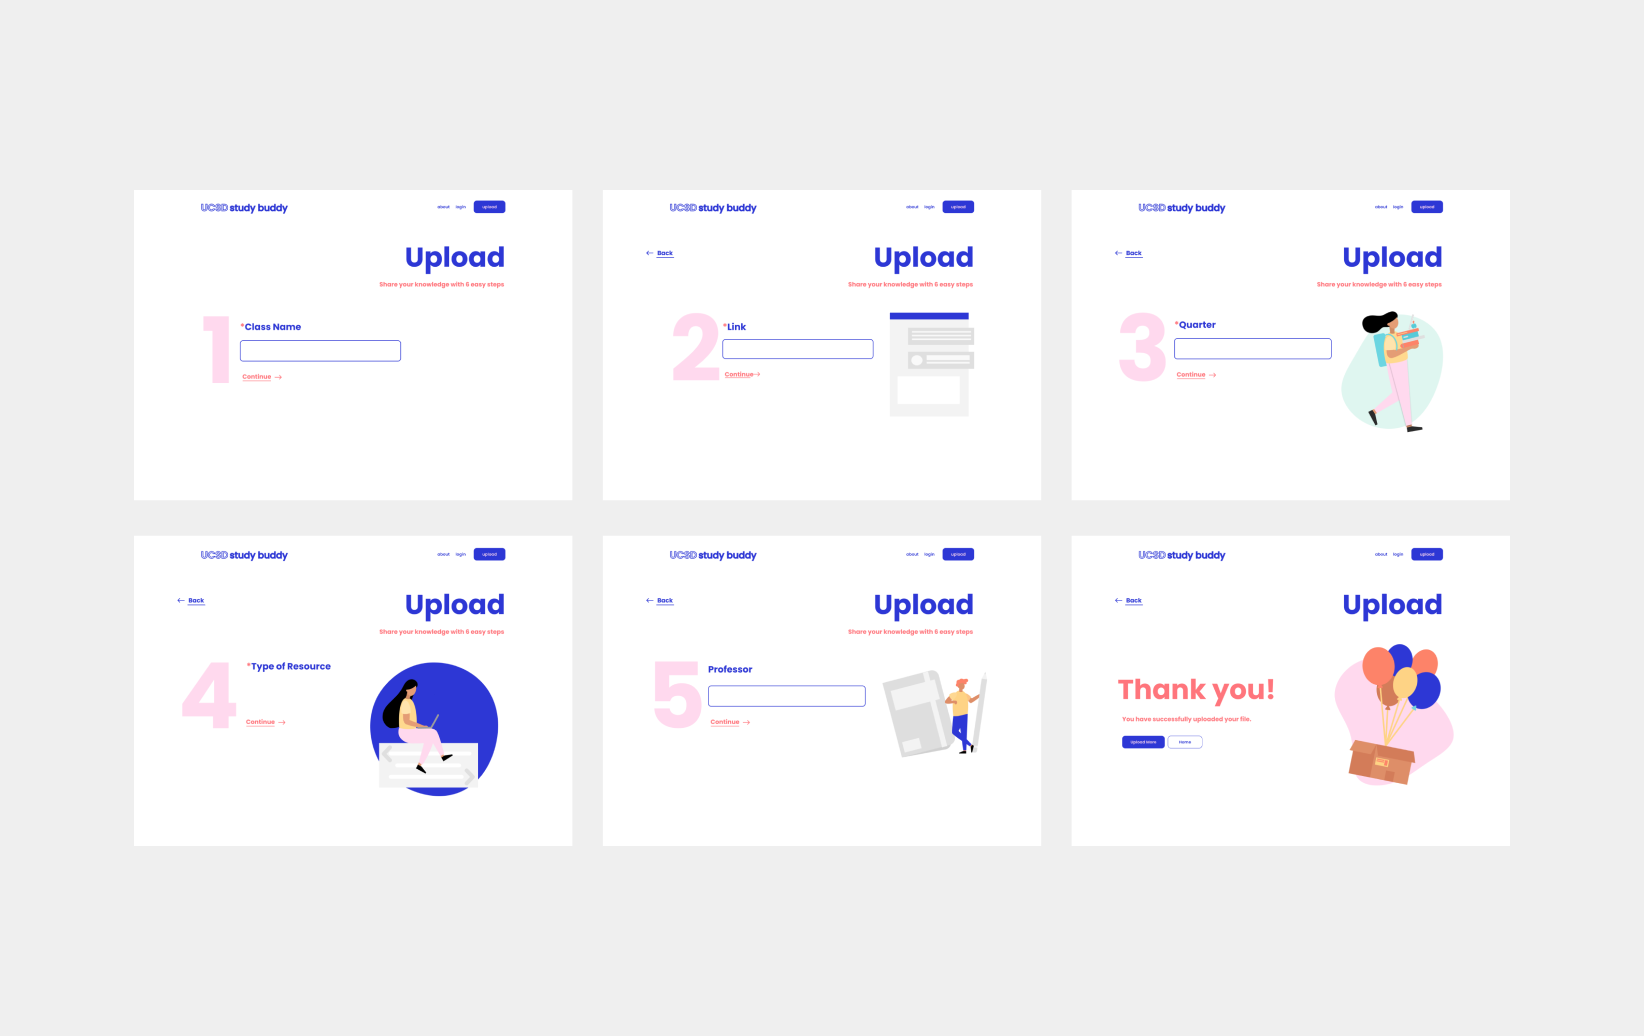 UCSD study buddy about login upload
Upload
Share your knowledge with 6 easy steps
1
*Class Name
Continue →
UCSD study buddy about login upload
← Back
Upload
Share your knowledge with 6 easy steps
2
*Link
Continue→
UCSD study buddy about login upload
← Back
Upload
Share your knowledge with 6 easy steps
3
*Quarter
Continue →
UCSD study buddy about login upload
← Back
Upload
Share your knowledge with 6 easy steps
4
*Type of Resource
Continue →
UCSD study buddy about login upload
← Back
Upload
Share your knowledge with 6 easy steps
5
Professor
Continue →
UCSD study buddy about login upload
← Back
Upload
Thank you!
You have successfully uploaded your file.
Upload More Home